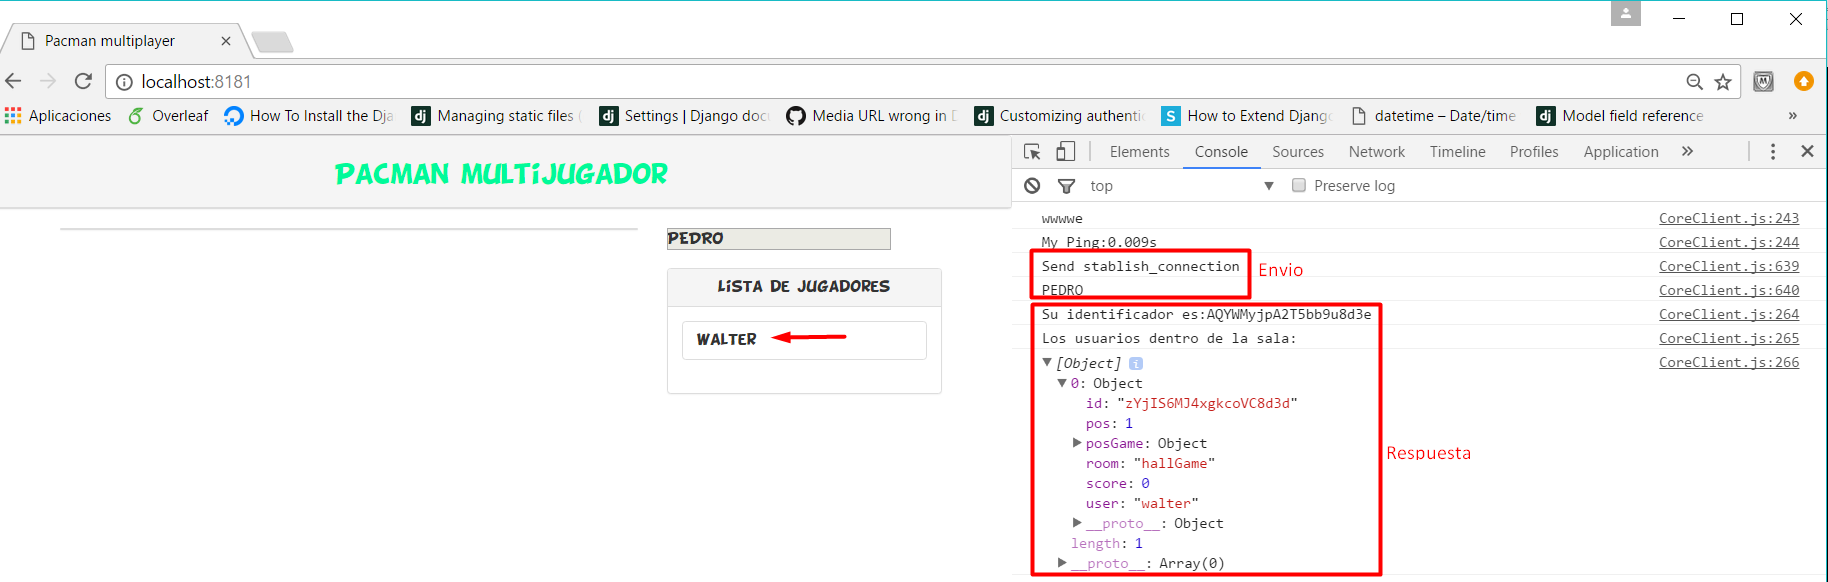 Pacman multiplayer
localhost:8181
Aplicaciones Overleaf How To Install the Dja Managing static files ( Settings | Django doc Media URL wrong in D Customizing authentic How to Extend Django datetime – Date/time Model field reference »
PACMAN MULTIJUGADOR
PEDRO
LISTA DE JUGADORES
WALTER
Elements Console Sources Network Timeline Profiles Application »
top Preserve log
wwwwe CoreClient.js:243
My Ping:0.009s CoreClient.js:244
Send stablish_connection CoreClient.js:639
Envio
PEDRO CoreClient.js:640
Su identificador es:AQYWMyjpA2T5bb9u8d3e CoreClient.js:264
Los usuarios dentro de la sala: CoreClient.js:265
[Object] i CoreClient.js:266
0: Object
id: "zYjIS6MJ4xgkcoVC8d3d"
pos: 1
posGame: Object
Respuesta
room: "hallGame"
score: 0
user: "walter"
__proto__: Object
length: 1
__proto__: Array(0)